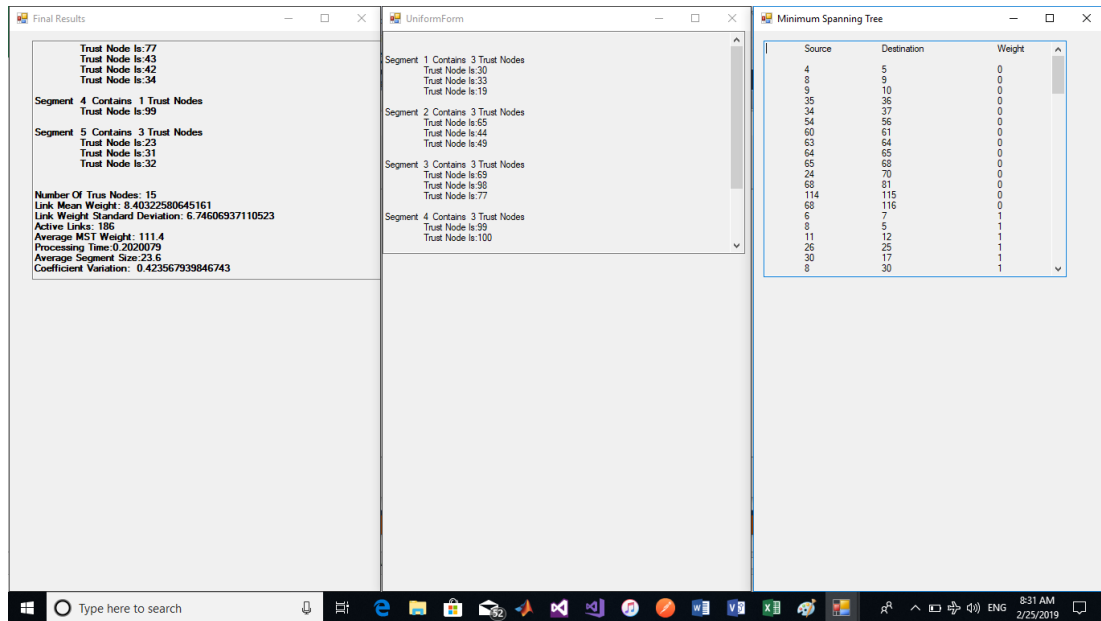 Final Results
Trust Node Is:77
Trust Node Is:43
Trust Node Is:42
Trust Node Is:34
Segment 4 Contains 1 Trust Nodes
Trust Node Is:99
Segment 5 Contains 3 Trust Nodes
Trust Node Is:23
Trust Node Is:31
Trust Node Is:32
Number Of Trus Nodes: 15
Link Mean Weight: 8.40322580645161
Link Weight Standard Deviation: 6.74606937110523
Active Links: 186
Average MST Weight: 111.4
Processing Time:0.2020079
Average Segment Size:23.6
Coefficient Variation: 0.423567939846743
UniformForm
Segment 1 Contains 3 Trust Nodes
Trust Node Is:30
Trust Node Is:33
Trust Node Is:19
Segment 2 Contains 3 Trust Nodes
Trust Node Is:65
Trust Node Is:44
Trust Node Is:49
Segment 3 Contains 3 Trust Nodes
Trust Node Is:69
Trust Node Is:98
Trust Node Is:77
Segment 4 Contains 3 Trust Nodes
Trust Node Is:99
Trust Node Is:100
Minimum Spanning Tree
Source Destination Weight
4 5 0
8 9 0
9 10 0
35 36 0
34 37 0
54 56 0
60 61 0
63 64 0
64 65 0
65 68 0
24 70 0
68 81 0
114 115 0
68 116 0
6 7 1
8 5 1
11 12 1
26 25 1
30 17 1
8 30 1
Type here to search
52
ENG
8:31 AM
2/25/2019